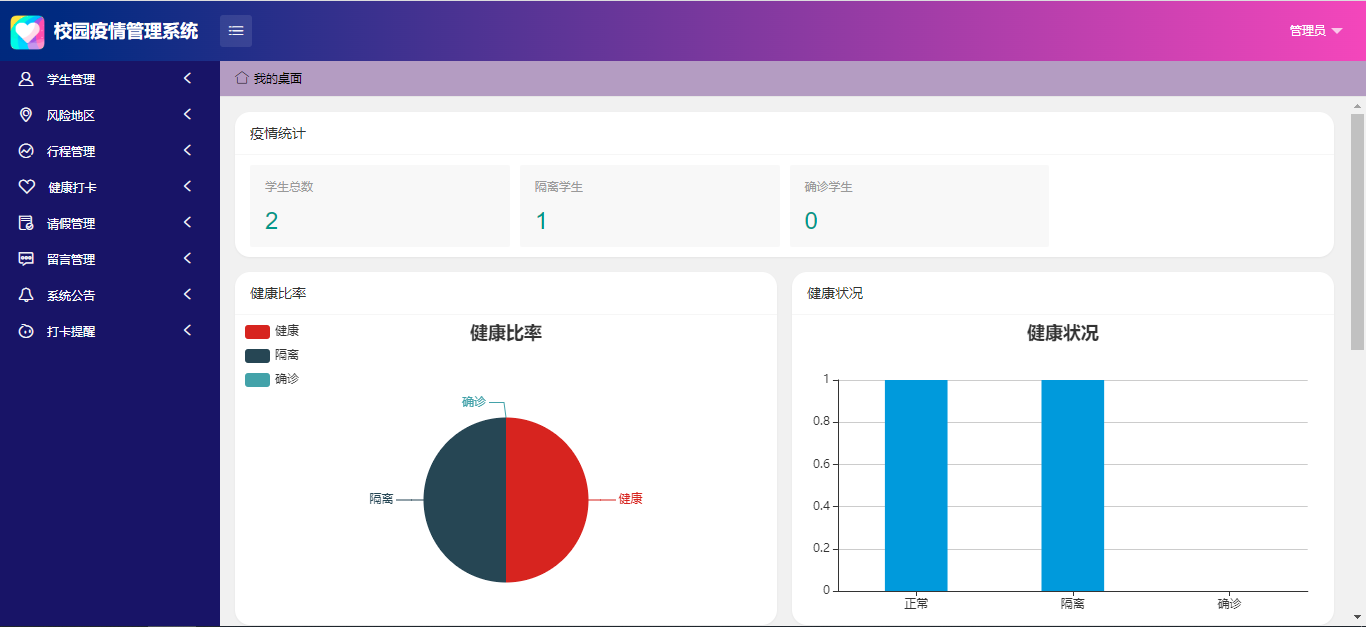 校园疫情管理系统
管理员
学生管理
风险地区
行程管理
健康打卡
请假管理
留言管理
系统公告
打卡提醒
我的桌面
疫情统计
学生总数
2
隔离学生
1
确诊学生
0
健康比率
健康
隔离
确诊
健康比率
确诊
隔离
健康
健康状况
健康状况
1
0.8
0.6
0.4
0.2
0
正常
隔离
确诊